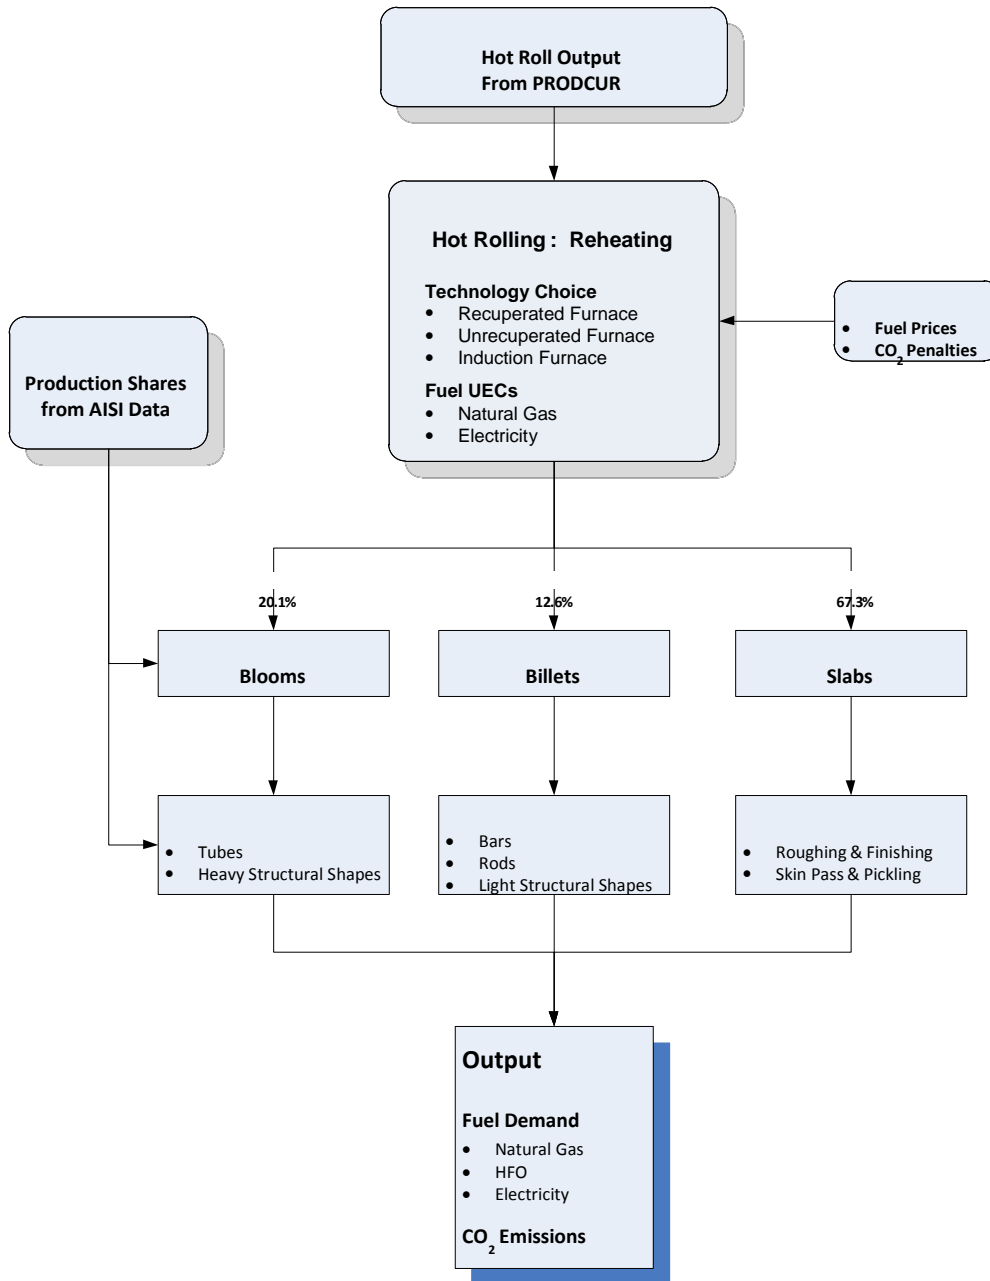 Hot Roll Output
From PRODCUR
Hot Rolling : Reheating
Technology Choice
• Recuperated Furnace
• Unrecuperated Furnace
• Induction Furnace
Fuel UECs
• Natural Gas
• Electricity
• Fuel Prices
• CO2 Penalties
Production Shares
from AISI Data
20.1%
12.6%
67.3%
Blooms
Billets
Slabs
• Tubes
• Heavy Structural Shapes
• Bars
• Rods
• Light Structural Shapes
• Roughing & Finishing
• Skin Pass & Pickling
Output
Fuel Demand
• Natural Gas
• HFO
• Electricity
CO2 Emissions